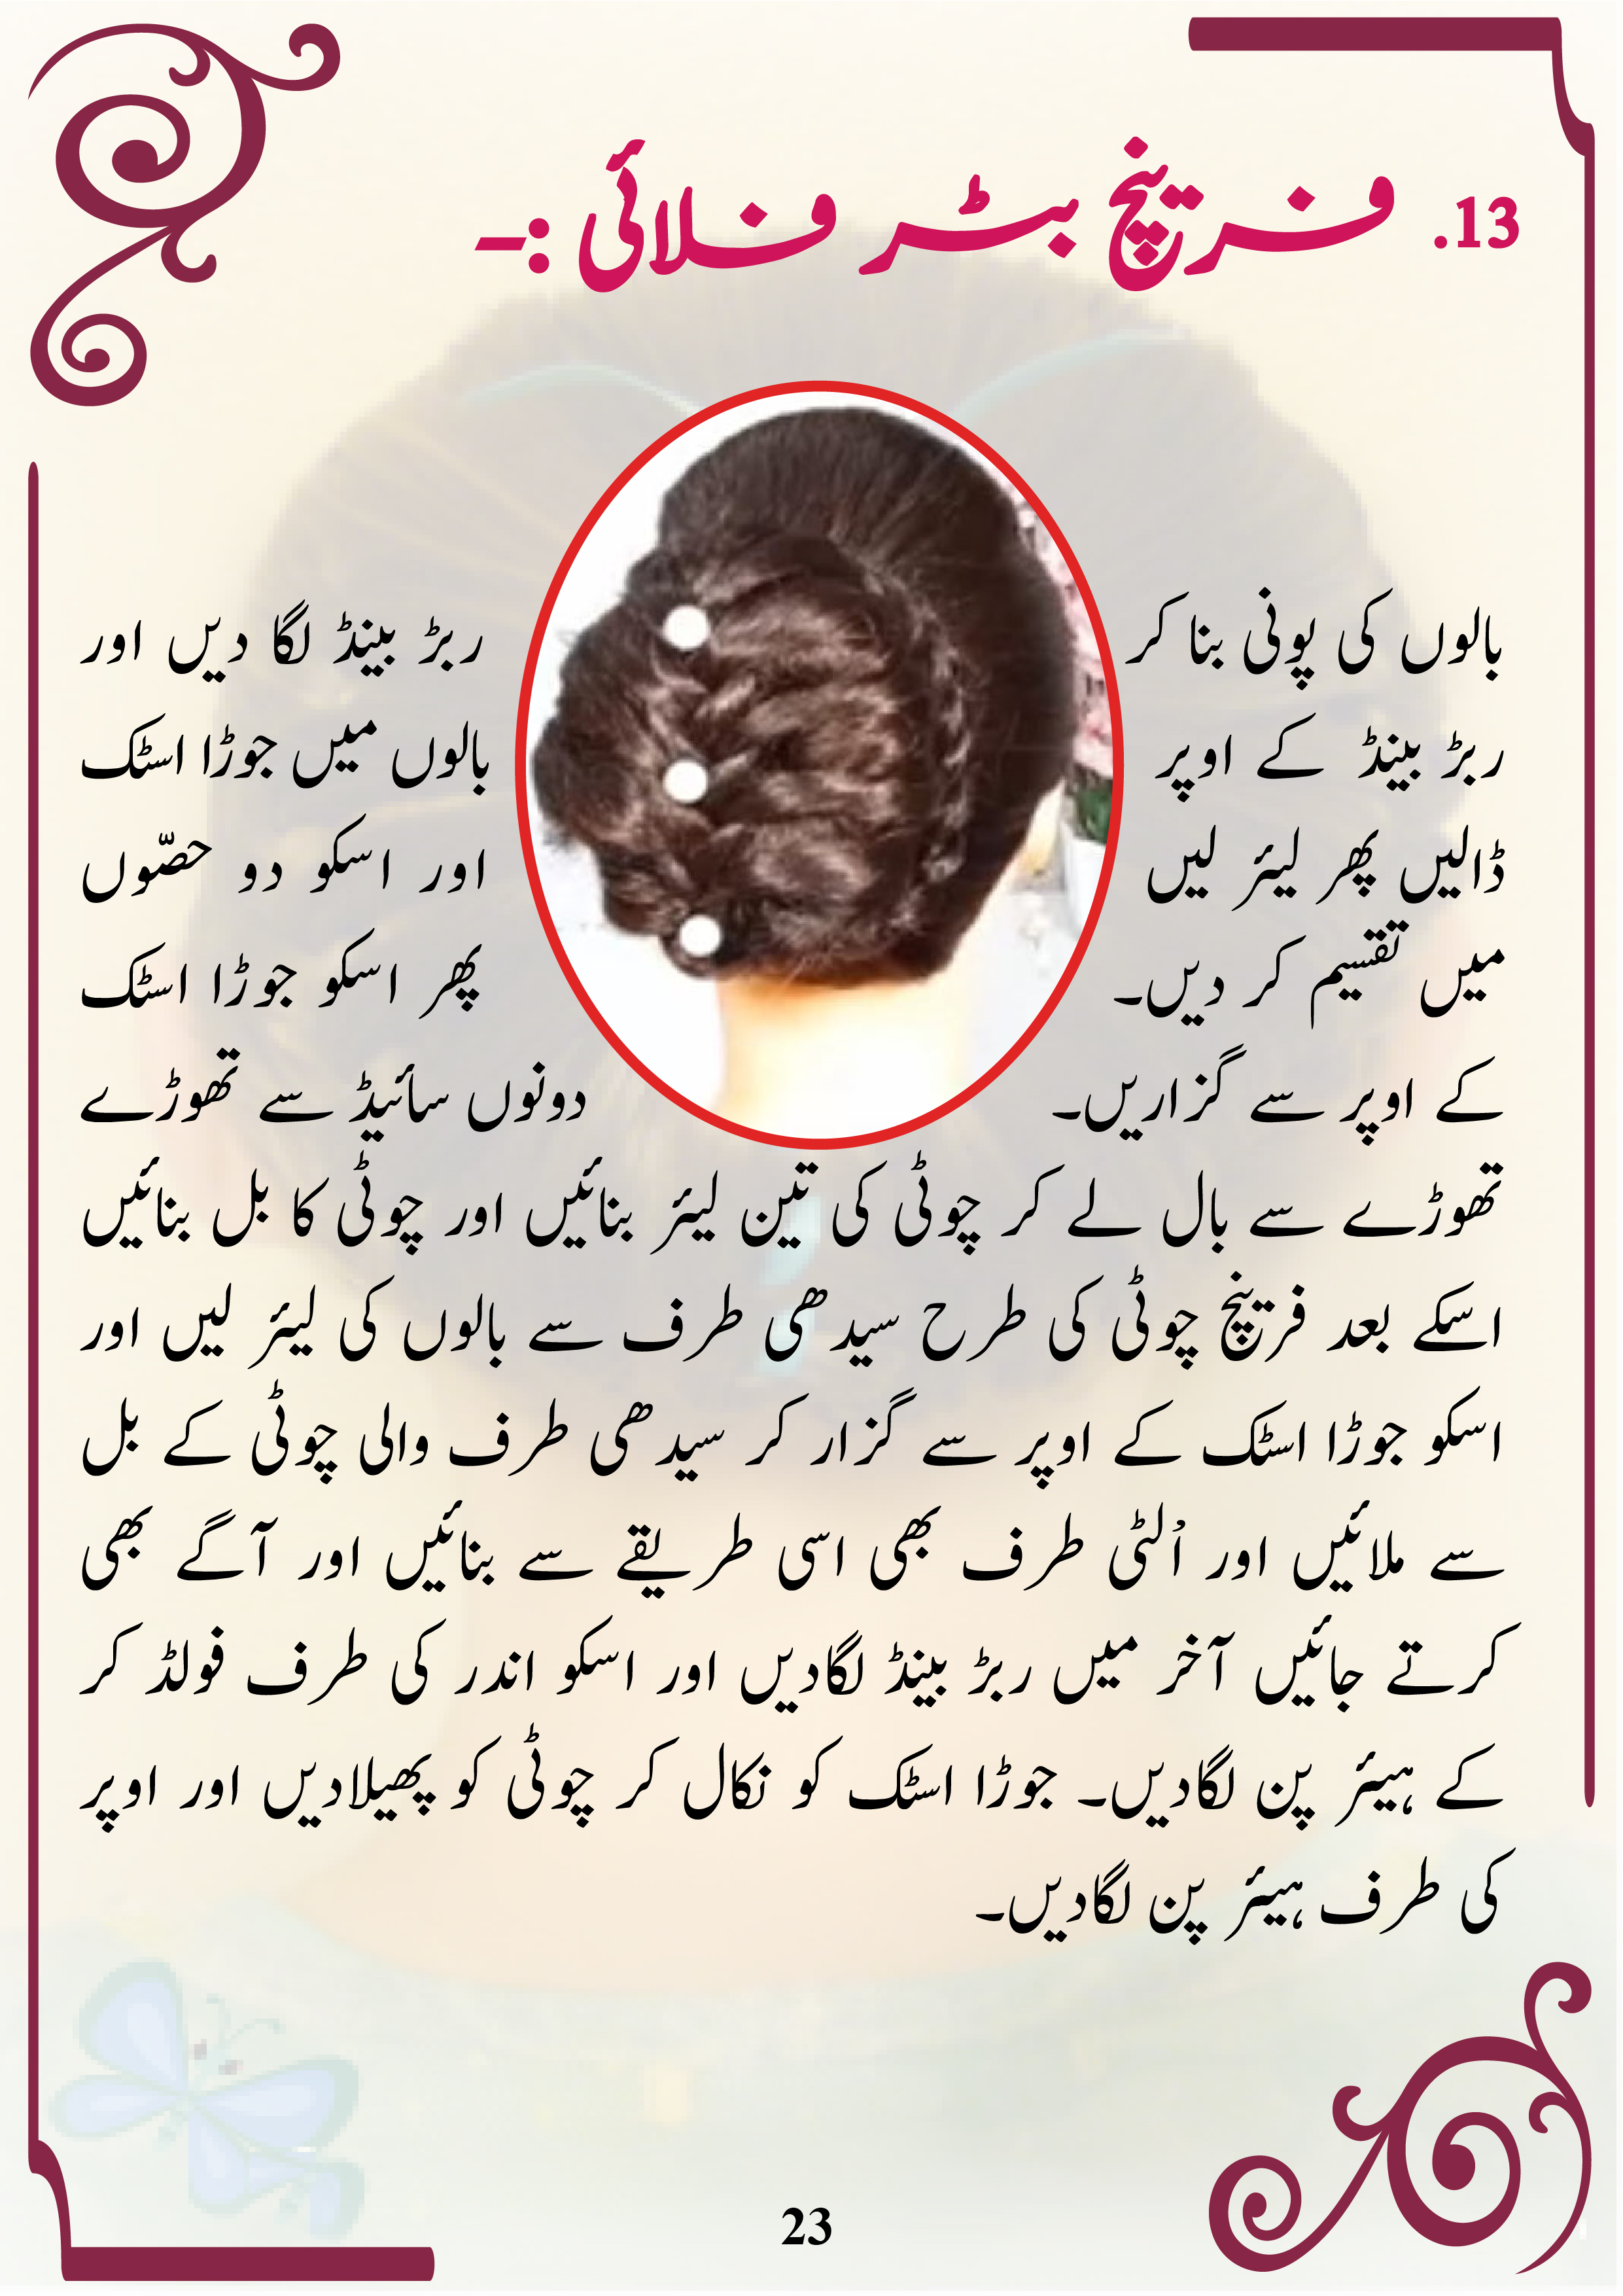 13. فرینچ بٹر فلائی :۔
بالوں کی پونی بنا کر ربڑ بینڈ لگا دیں اور
ربڑ بینڈ کے اوپر بالوں میں جوڑا اسٹک
ڈالیں پھر لیئر لیں اور اسکو دو حصّوں
میں تقسیم کر دیں۔ پھر اسکو جوڑا اسٹک
کے اوپر سے گزاریں۔ دونوں سائیڈ سے تھوڑے
تھوڑے سے بال لے کر چوٹی کی تین لیئر بنائیں اور چوٹی کا بل بنائیں
اسکے بعد فرینچ چوٹی کی طرح سیدھی طرف سے بالوں کی لیئر لیں اور
اسکو جوڑا اسٹک کے اوپر سے گزار کر سیدھی طرف والی چوٹی کے بل
سے ملائیں اور اُلٹی طرف بھی اسی طریقے سے بنائیں اور آگے بھی
کرتے جائیں آخر میں ربڑ بینڈ لگادیں اور اسکو اندر کی طرف فولڈ کر
کے ہیئر پن لگادیں۔ جوڑا اسٹک کو نکال کر چوٹی کو پھیلادیں اور اوپر
کی طرف ہیئر پن لگادیں۔
23